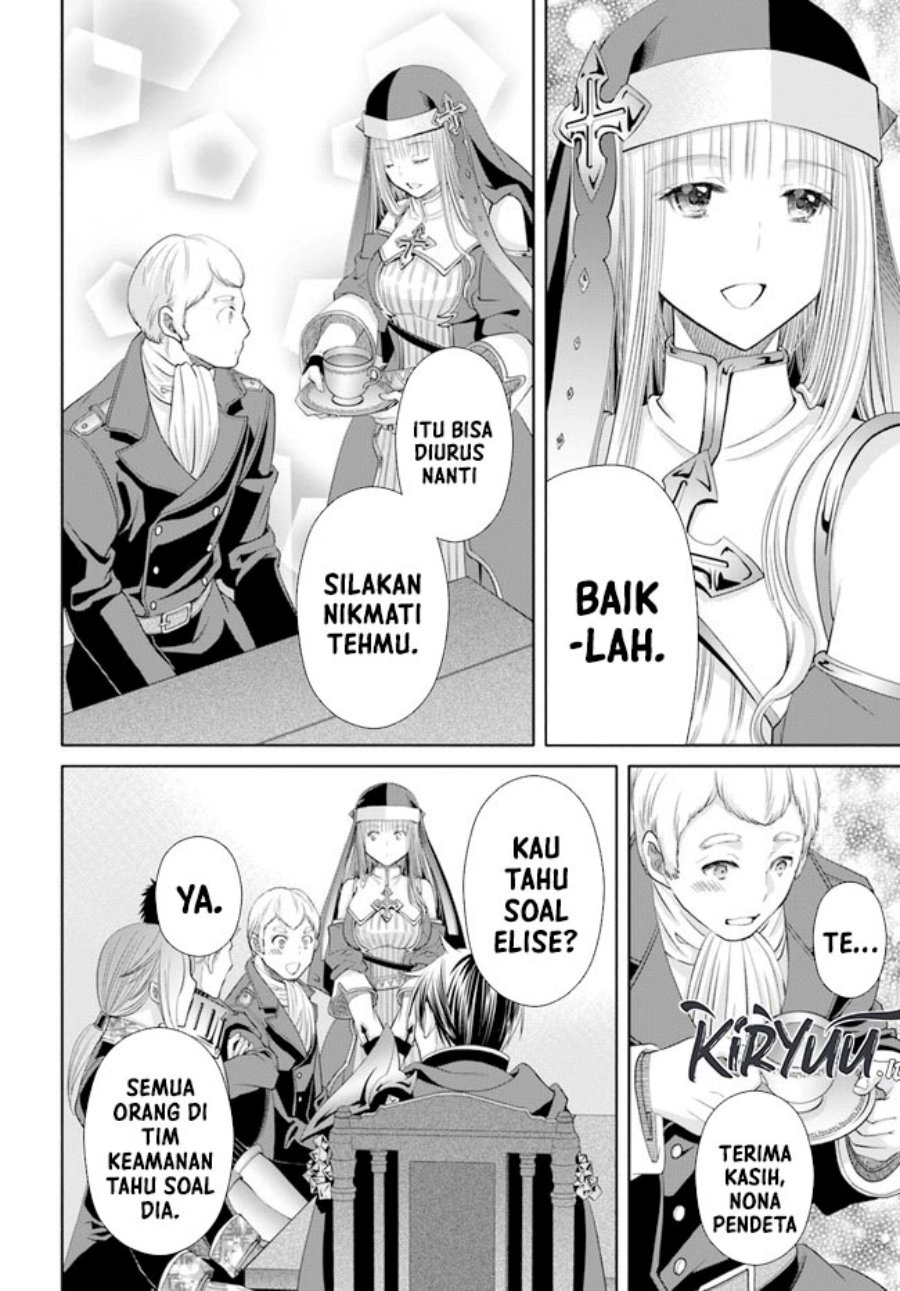 BAIK
-LAH.
ITU BISA
DIURUS
NANTI
SILAKAN
NIKMATI
TEHMU.
TE...
TERIMA
KASIH,
NONA
PENDETA
KAU
TAHU
SOAL
ELISE?
YA.
SEMUA
ORANG DI
TIM
KEAMANAN
TAHU SOAL
DIA.
KIRYUU